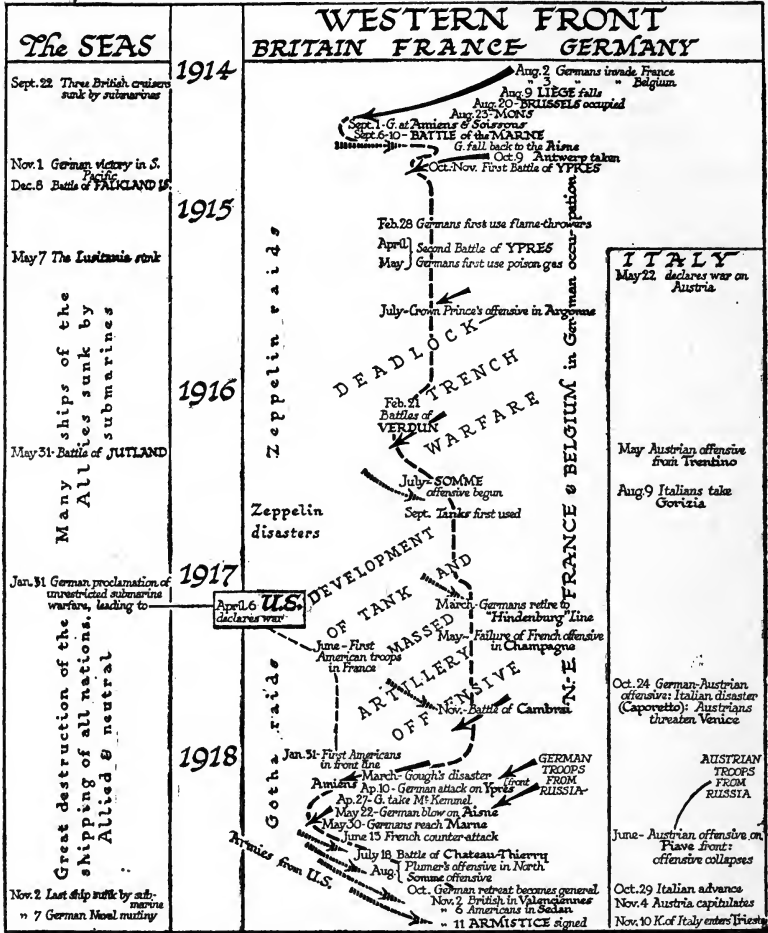 The SEAS
Sept. 22 Three British cruisers
sunk by submarines
Nov. 1 German victory in S.
Pacific
Dec. 8 Battle of FALKLAND IS.
May 7 The Lusitania sunk
Many ships of the
Allies sunk by
submarines
May 31- Battle of JUTLAND
Jan. 31 German proclamation of
unrestricted submarine
warfare, leading to
Great destruction of the
shipping of all nations,
Allied & neutral
Nov. 2 Last ship sunk by sub-
marine
" 7 German Naval mutiny
1914
1915
1916
1917
1918
WESTERN FRONT
BRITAIN FRANCE GERMANY
Aug. 2 Germans invade France
" 3 " " Belgium
Aug. 9 LIÈGE falls
Aug. 20- BRUSSELS occupied
Aug. 23- MONS
Sept. 1- G. at Amiens & Soissons
Sept. 6-10- BATTLE of the MARNE
G. fall back to the Aisne
Oct. 9 Antwerp taken
Oct.-Nov. First Battle of YPRES
Feb. 28 Germans first use flame-throwers
April } Second Battle of YPRES
May } Germans first use poison gas
July- Crown Prince's offensive in Argonne
Zeppelin raids
DEADLOCK-
TRENCH
WARFARE
Feb. 21
Battles of
VERDUN
July- SOMME
offensive begun
Sept. Tanks first used
Zeppelin
disasters
N.-E. FRANCE & BELGIUM in German occupation
April 6 U.S.
declares war
DEVELOPMENT
OF TANK AND
MASSED
ARTILLERY
OFFENSIVE
March- Germans retire to
"Hindenburg" Line
May- Failure of French offensive
in Champagne
June - First
American troops
in France
Gotha raids
Nov.- Battle of Cambrai
Jan. 31- First Americans
in front line
March- Gough's disaster
Amiens
Ap. 10 - German attack on Ypres front
GERMAN
TROOPS
FROM
RUSSIA
Ap. 27- G. take Mt Kemmel
May 22- German blow on Aisne
May 30- Germans reach Marne
June 15 French counter-attack
Armies from U.S.
July 18 Battle of Chateau-Thierry
Aug. { Plumer's offensive in North
Somme offensive
Oct. German retreat becomes general
Nov. 2 British in Valenciennes
" 6 Americans in Sedan
" 11 ARMISTICE signed
ITALY
May 22 declares war on
Austria
May Austrian offensive
from Trentino
Aug. 9 Italians take
Gorizia
Oct. 24 German-Austrian
offensive: Italian disaster
(Caporetto): Austrians
threaten Venice
AUSTRIAN
TROOPS
FROM
RUSSIA
June- Austrian offensive on
Piave front:
offensive collapses
Oct. 29 Italian advance
Nov. 4 Austria capitulates
Nov. 10 K. of Italy enters Trieste